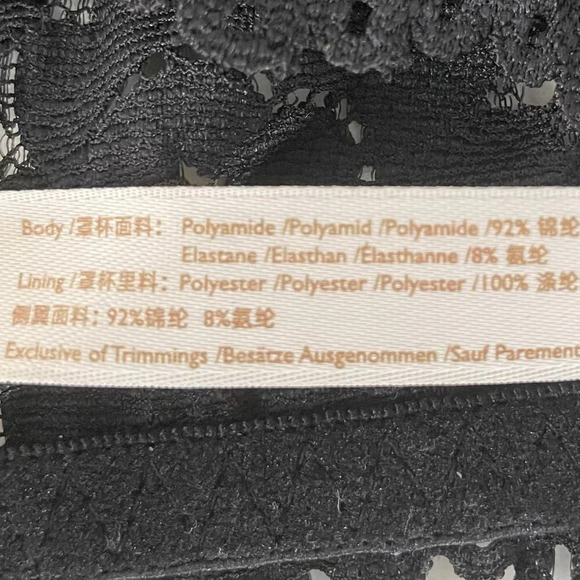 Body /罩杯面料： Polyamide /Polyamid /Polyamide /92% 锦纶
Elastane /Elasthan /Élasthanne /8% 氨纶
Lining /罩杯里料： Polyester /Polyester /Polyester /100% 涤纶
侧翼面料：92%锦纶 8%氨纶
Exclusive of Trimmings /Besätze Ausgenommen /Sauf Parement